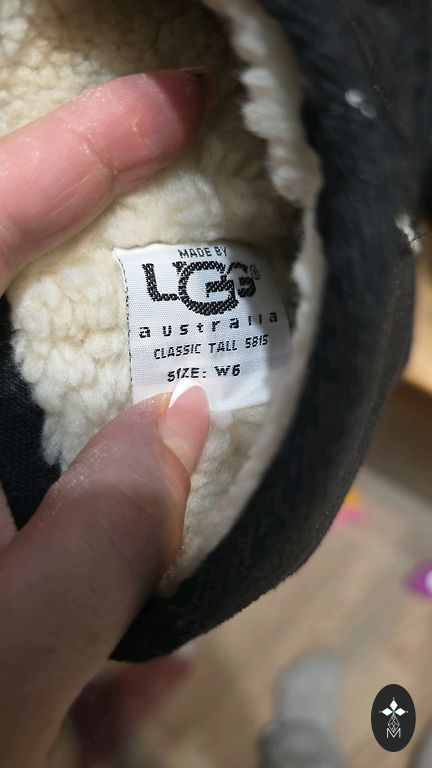 MADE BY
UGG®
australia
CLASSIC TALL 5815
SIZE: W6
M